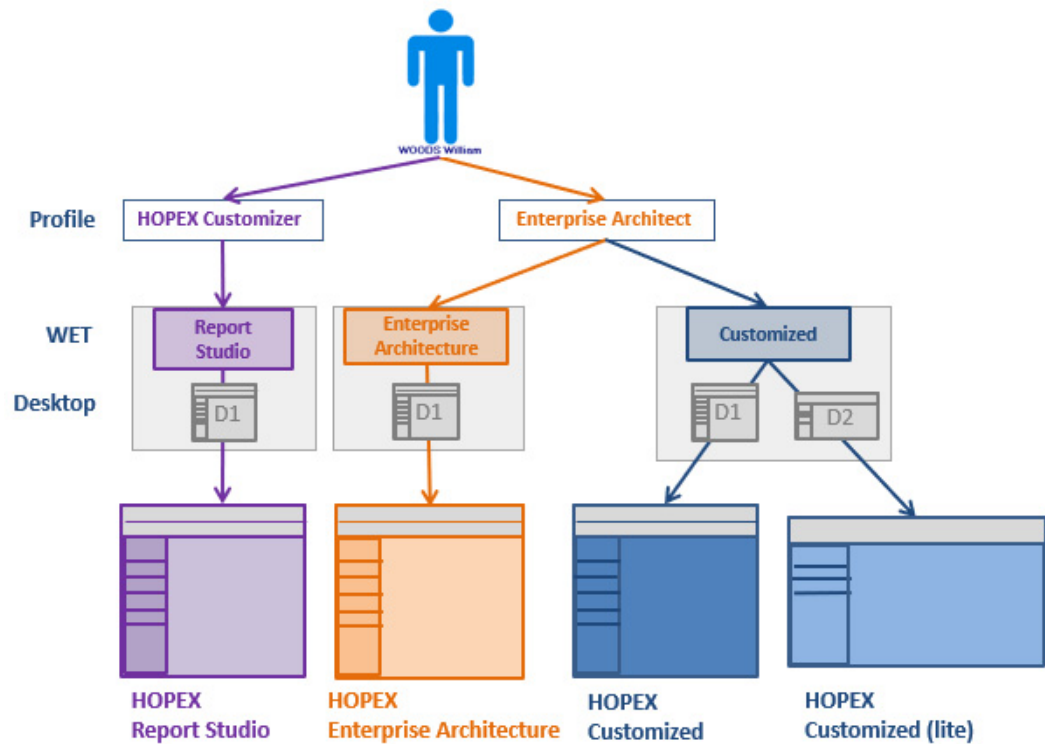 WOODS William
Profile
HOPEX Customizer
Enterprise Architect
WET
Report
Studio
Enterprise
Architecture
Customized
Desktop
D1
D1
D1
D2
HOPEX
Report Studio
HOPEX
Enterprise Architecture
HOPEX
Customized
HOPEX
Customized (lite)